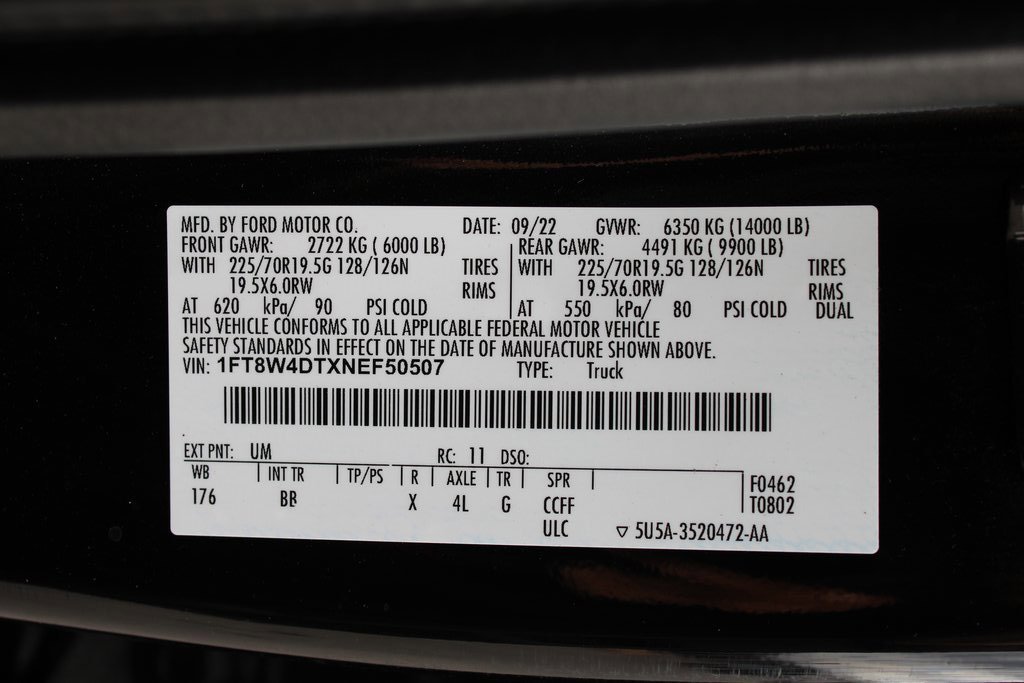 MFD. BY FORD MOTOR CO. DATE: 09/22 GVWR: 6350 KG (14000 LB)
FRONT GAWR: 2722 KG ( 6000 LB) REAR GAWR: 4491 KG ( 9900 LB)
WITH 225/70R19.5G 128/126N TIRES WITH 225/70R19.5G 128/126N TIRES
19.5X6.0RW RIMS 19.5X6.0RW RIMS
AT 620 kPa/ 90 PSI COLD AT 550 kPa/ 80 PSI COLD DUAL
THIS VEHICLE CONFORMS TO ALL APPLICABLE FEDERAL MOTOR VEHICLE
SAFETY STANDARDS IN EFFECT ON THE DATE OF MANUFACTURE SHOWN ABOVE.
VIN: 1FT8W4DTXNEF50507 TYPE: Truck
EXT PNT: UM RC: 11 DSO:
WB INT TR TP/PS R AXLE TR SPR F0462
176 BB X 4L G CCFF T0802
ULC ▽ 5U5A-3520472-AA